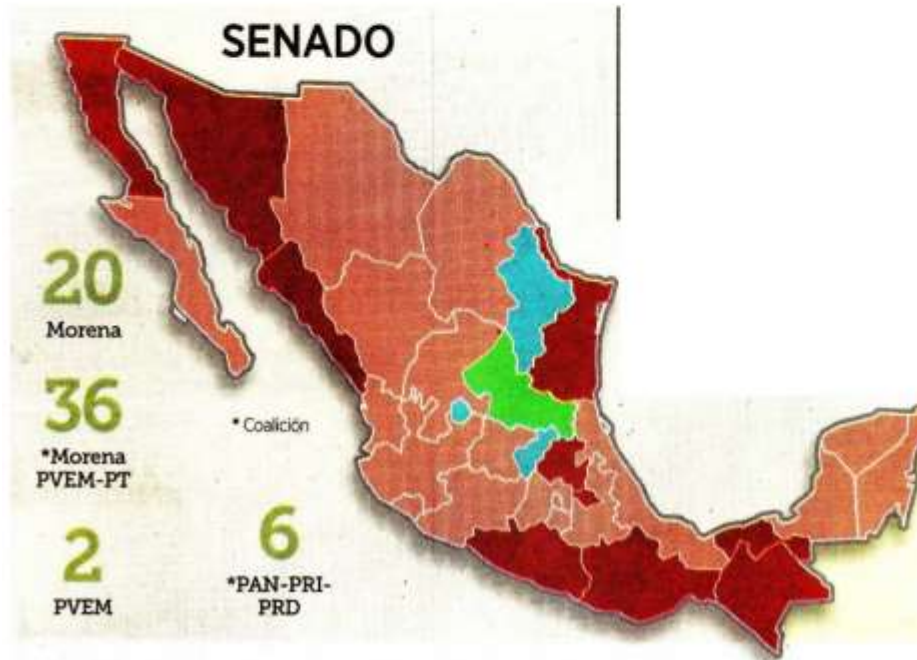 SENADO
20
Morena
36
*Morena
PVEM-PT
* Coalición
2
PVEM
6
*PAN-PRI-
PRD